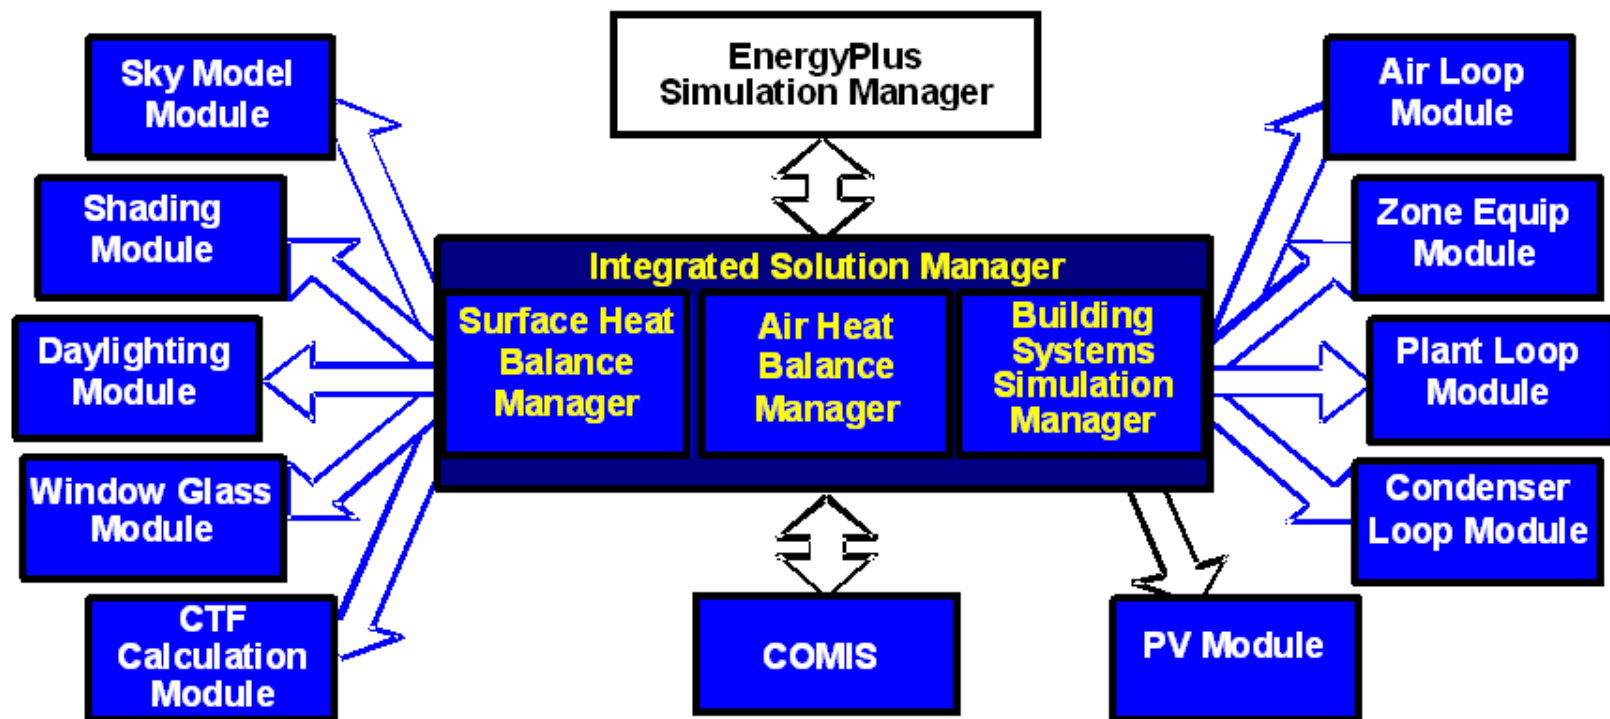 EnergyPlus
Simulation Manager
Sky Model
Module
Shading
Module
Daylighting
Module
Window Glass
Module
CTF
Calculation
Module
Integrated Solution Manager
Surface Heat
Balance
Manager
Air Heat
Balance
Manager
Building
Systems
Simulation
Manager
COMIS
PV Module
Air Loop
Module
Zone Equip
Module
Plant Loop
Module
Condenser
Loop Module